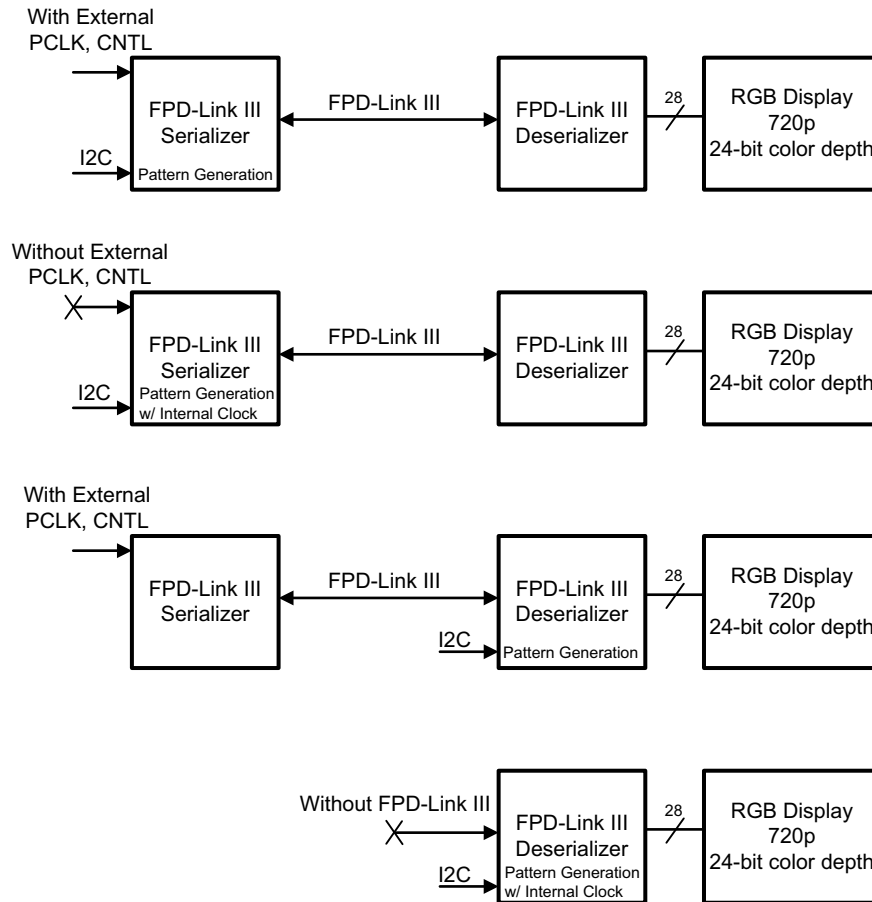 With External
PCLK, CNTL
I2C
FPD-Link III
Serializer
Pattern Generation
FPD-Link III
FPD-Link III
Deserializer
28
RGB Display
720p
24-bit color depth
Without External
PCLK, CNTL
I2C
FPD-Link III
Serializer
Pattern Generation
w/ Internal Clock
FPD-Link III
FPD-Link III
Deserializer
28
RGB Display
720p
24-bit color depth
With External
PCLK, CNTL
FPD-Link III
Serializer
FPD-Link III
I2C
FPD-Link III
Deserializer
Pattern Generation
28
RGB Display
720p
24-bit color depth
Without FPD-Link III
I2C
FPD-Link III
Deserializer
Pattern Generation
w/ Internal Clock
28
RGB Display
720p
24-bit color depth